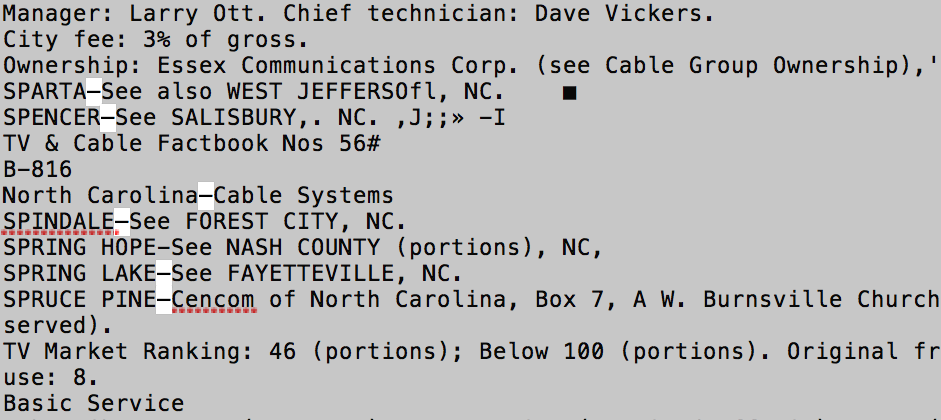 Manager: Larry Ott. Chief technician: Dave Vickers.
City fee: 3% of gross.
Ownership: Essex Communications Corp. (see Cable Group Ownership),'
SPARTA—See also WEST JEFFERSOfl, NC. ■
SPENCER—See SALISBURY,. NC. ,J;;» -I
TV & Cable Factbook Nos 56#
B-816
North Carolina—Cable Systems
SPINDALE—See FOREST CITY, NC.
SPRING HOPE-See NASH COUNTY (portions), NC,
SPRING LAKE—See FAYETTEVILLE, NC.
SPRUCE PINE—Cencom of North Carolina, Box 7, A W. Burnsville Church
served).
TV Market Ranking: 46 (portions); Below 100 (portions). Original fr
use: 8.
Basic Service